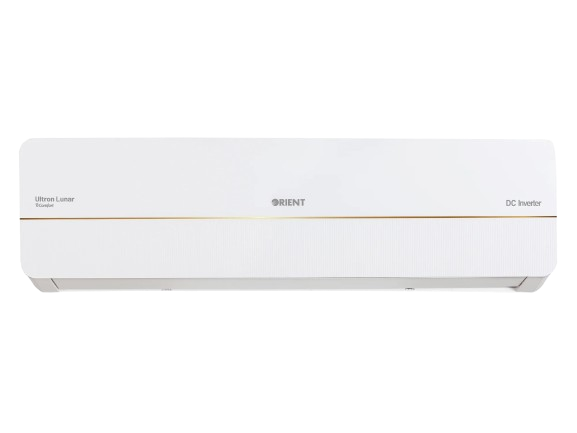 Ultron Lunar
ORIENT
DC Inverter